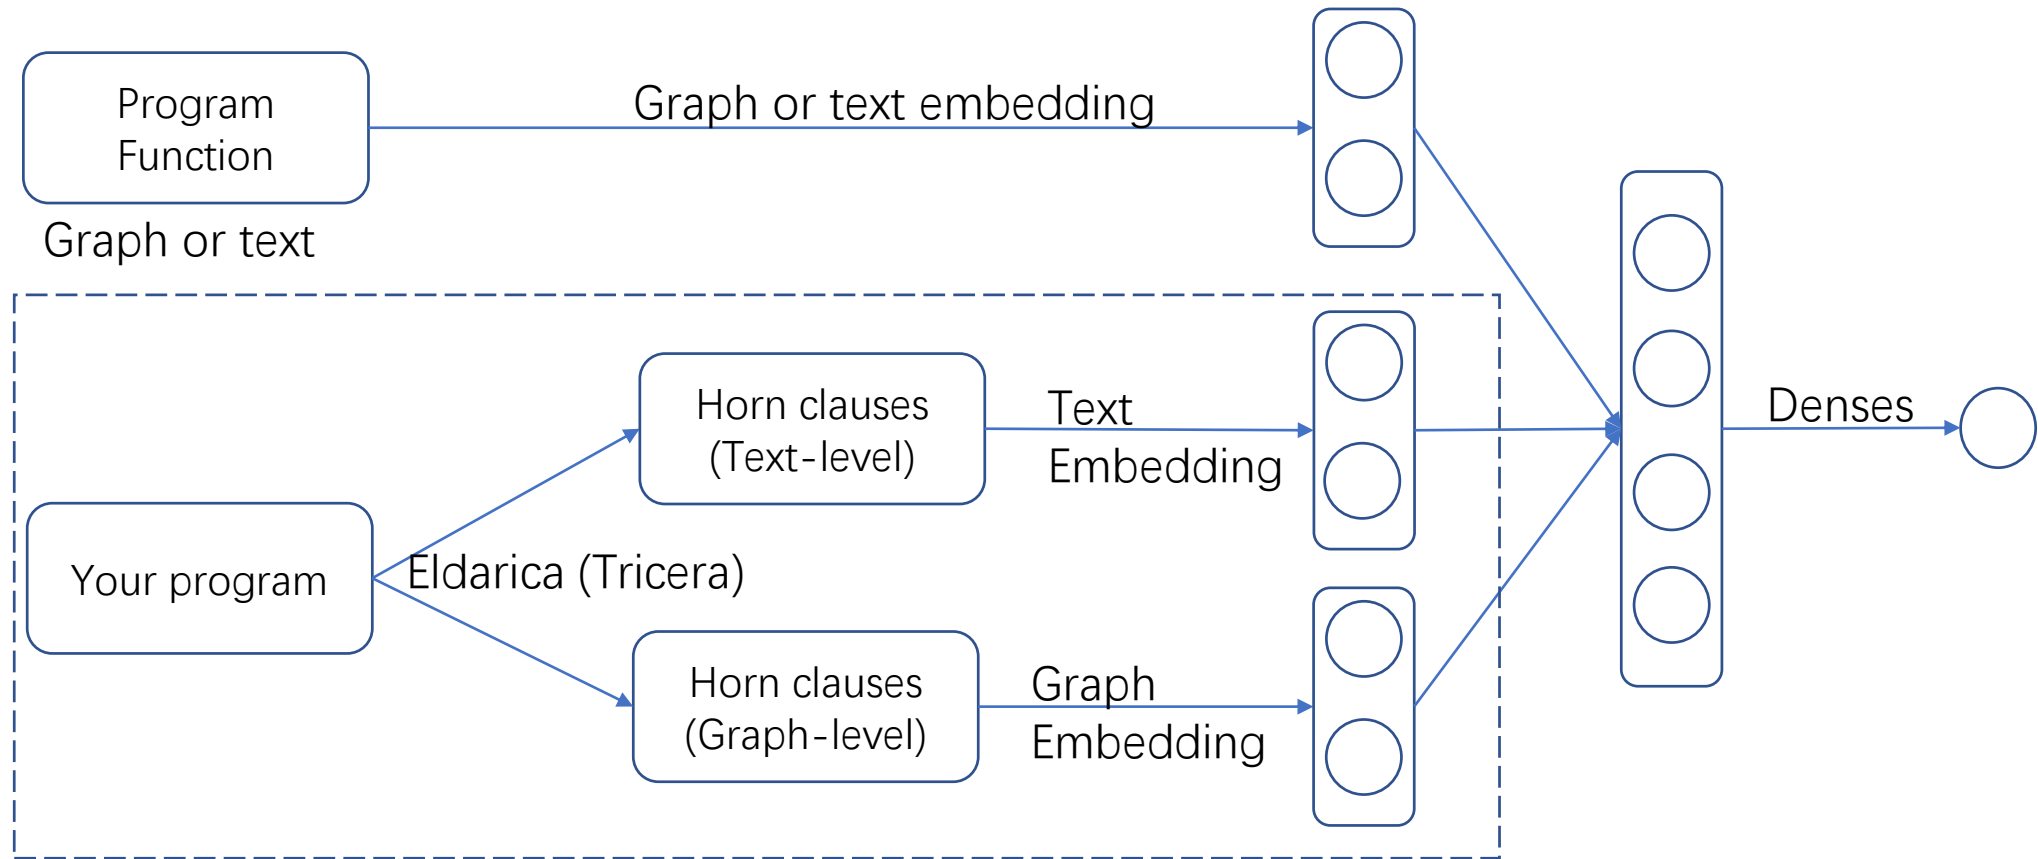 Program
Function
Graph or text embedding
Graph or text
Horn clauses
(Text-level)
Text
Embedding
Denses
Your program
Eldarica (Tricera)
Horn clauses
(Graph-level)
Graph
Embedding